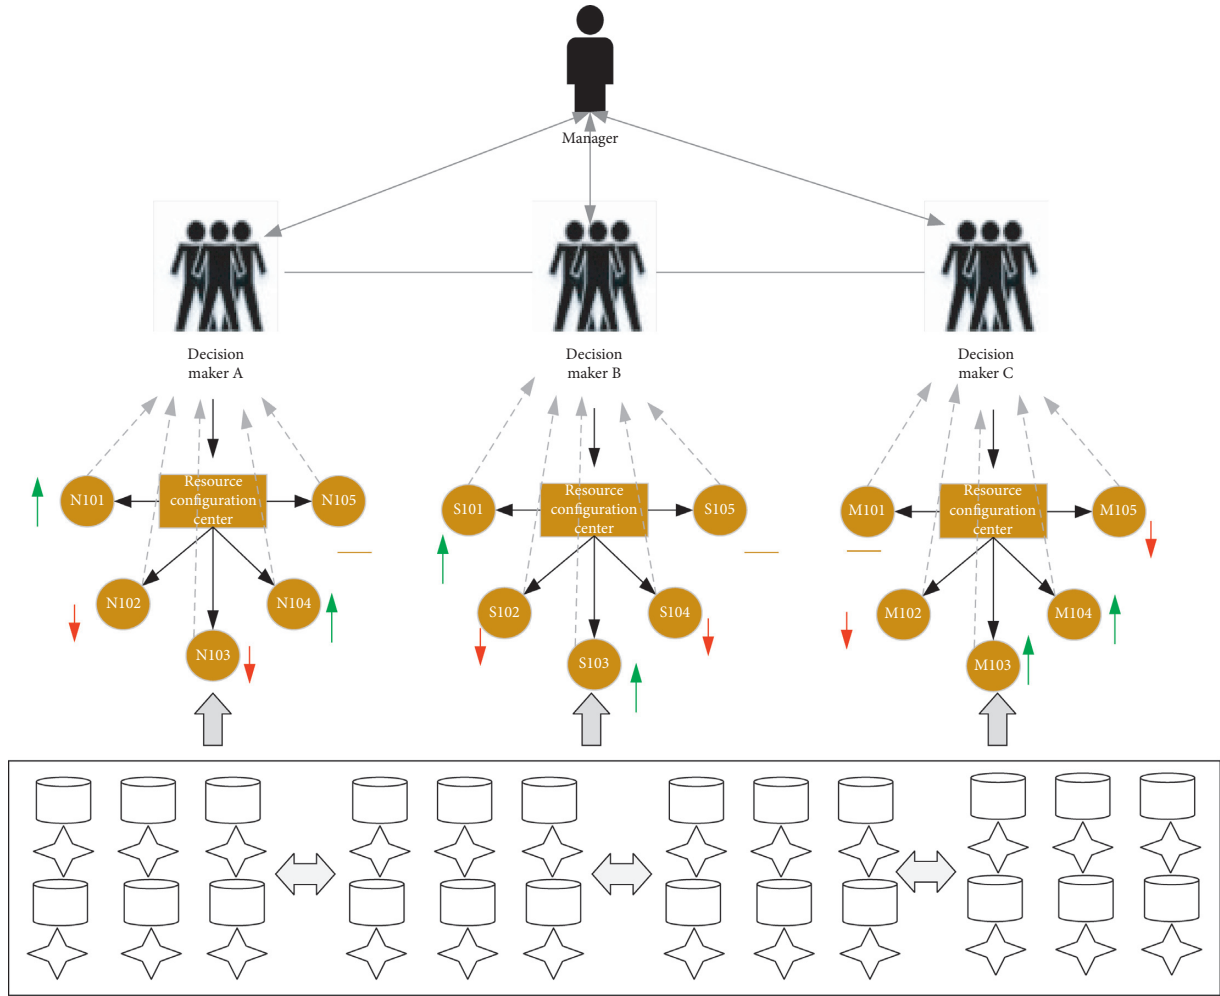 Manager
Decision
maker A
Decision
maker B
Decision
maker C
Resource
configuration
center
N101
N105
N102
N104
N103
Resource
configuration
center
S101
S105
S102
S104
S103
Resource
configuration
center
M101
M105
M102
M104
M103